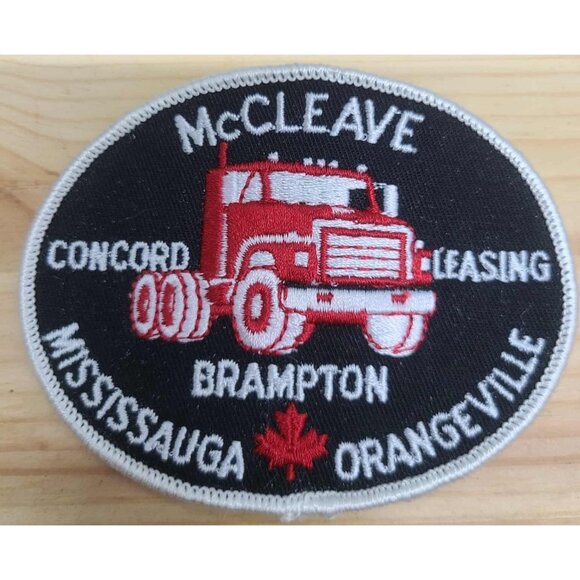 McCLEAVE
CONCORD LEASING
BRAMPTON
MISSISSAUGA ORANGEVILLE